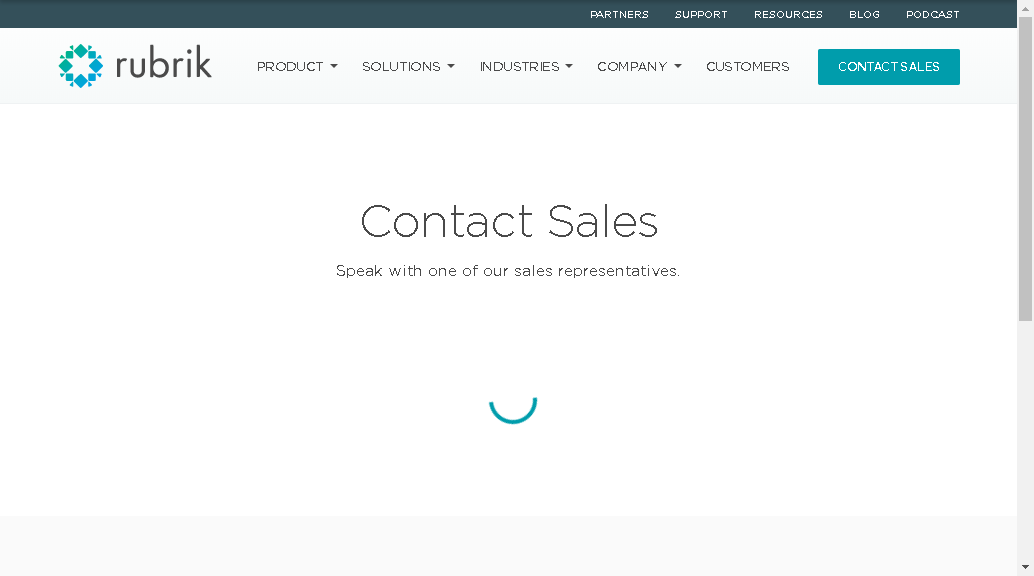 PARTNERS SUPPORT RESOURCES BLOG PODCAST
rubrik PRODUCT SOLUTIONS INDUSTRIES COMPANY CUSTOMERS CONTACT SALES
Contact Sales
Speak with one of our sales representatives.